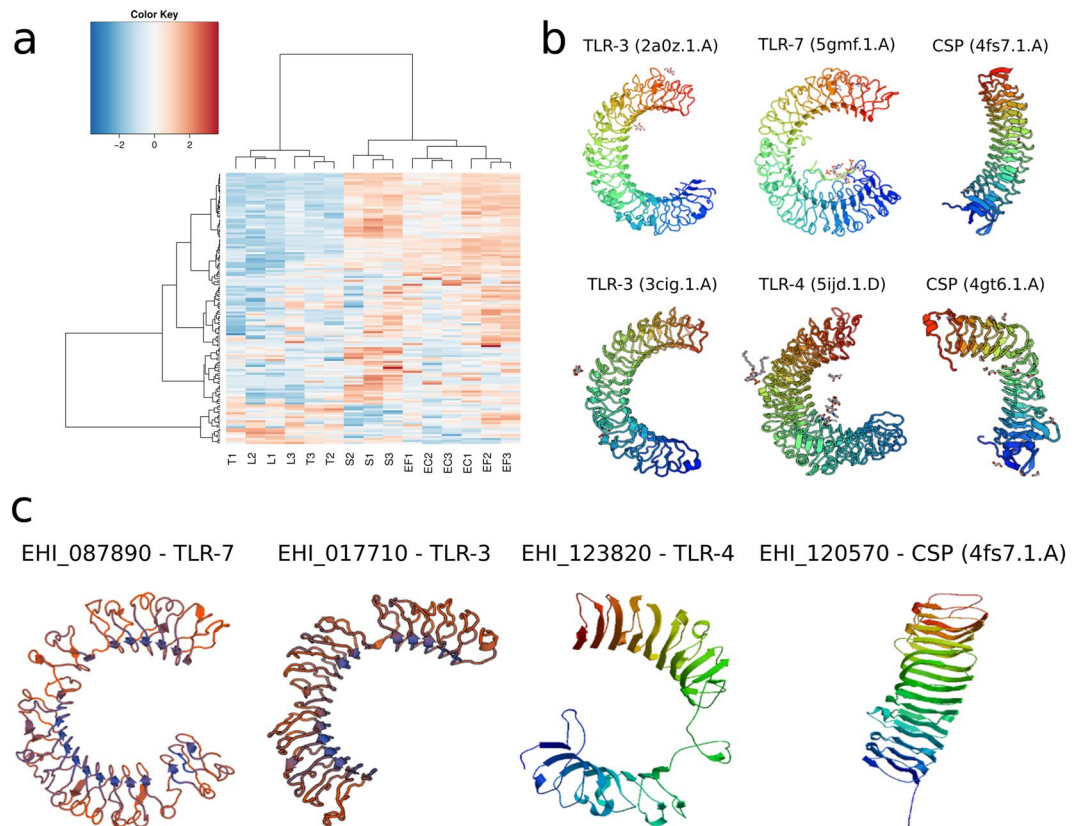 Color Key
a
−2 0 2
T1 L2 L1 L3 T3 T2 S2 S1 S3 EF1 EC2 EC3 EC1 EF2 EF3
b
TLR-3 (2a0z.1.A) TLR-7 (5gmf.1.A) CSP (4fs7.1.A)
TLR-3 (3cig.1.A) TLR-4 (5ijd.1.D) CSP (4gt6.1.A)
c
EHI_087890 - TLR-7 EHI_017710 - TLR-3 EHI_123820 - TLR-4 EHI_120570 - CSP (4fs7.1.A)